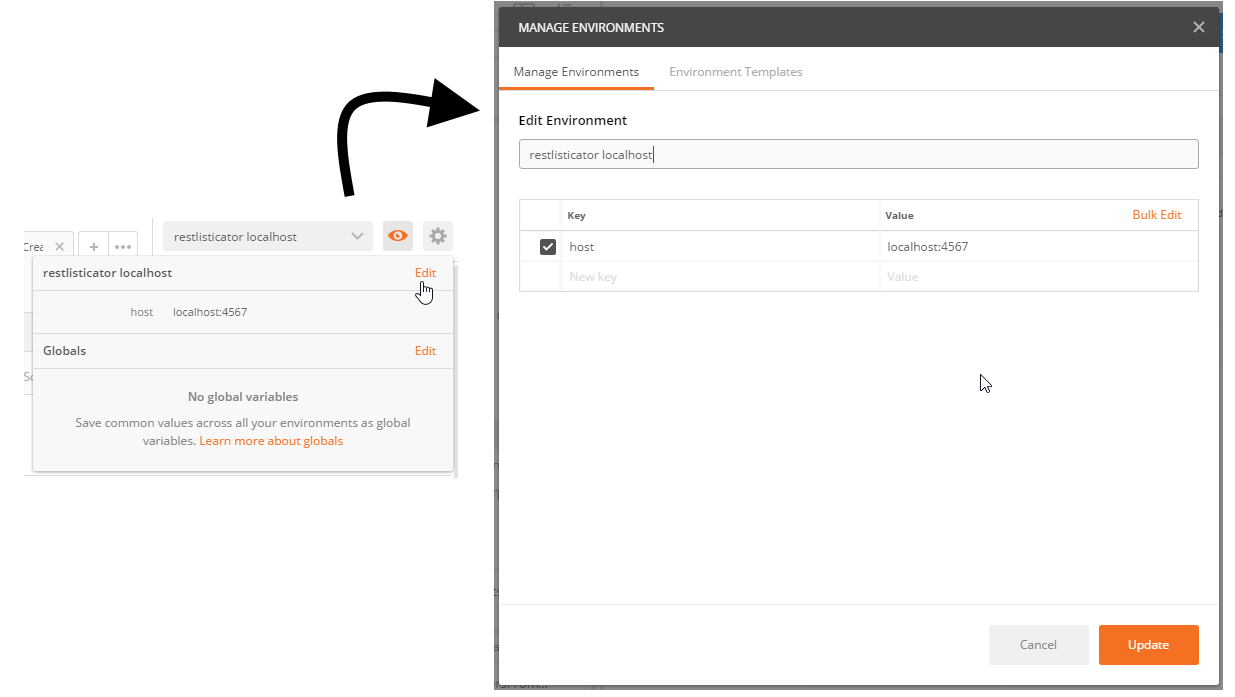 Crea
restlisticator localhost
restlisticator localhost Edit
host localhost:4567
Globals Edit
No global variables
Save common values across all your environments as global
variables. Learn more about globals
MANAGE ENVIRONMENTS
Manage Environments Environment Templates
Edit Environment
restlisticator localhost
Key Value Bulk Edit
host localhost:4567
New key Value
Cancel Update